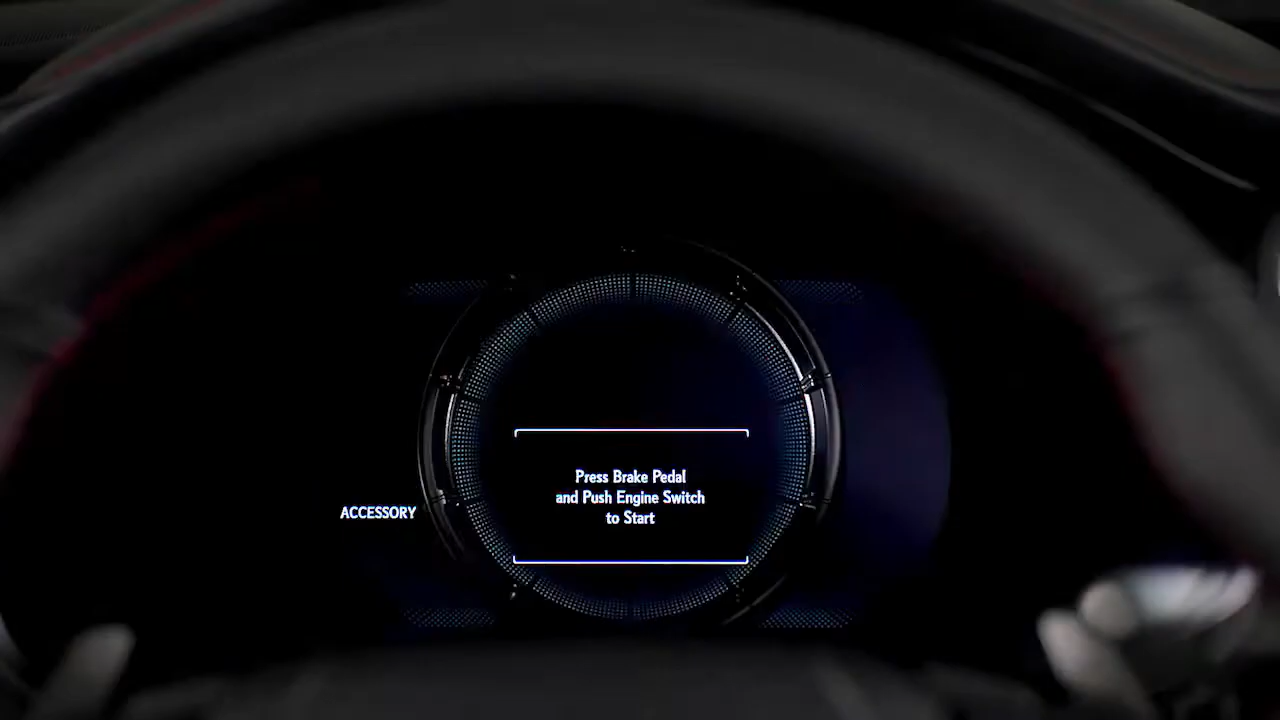 Press Brake Pedal
and Push Engine Switch
to Start
ACCESSORY